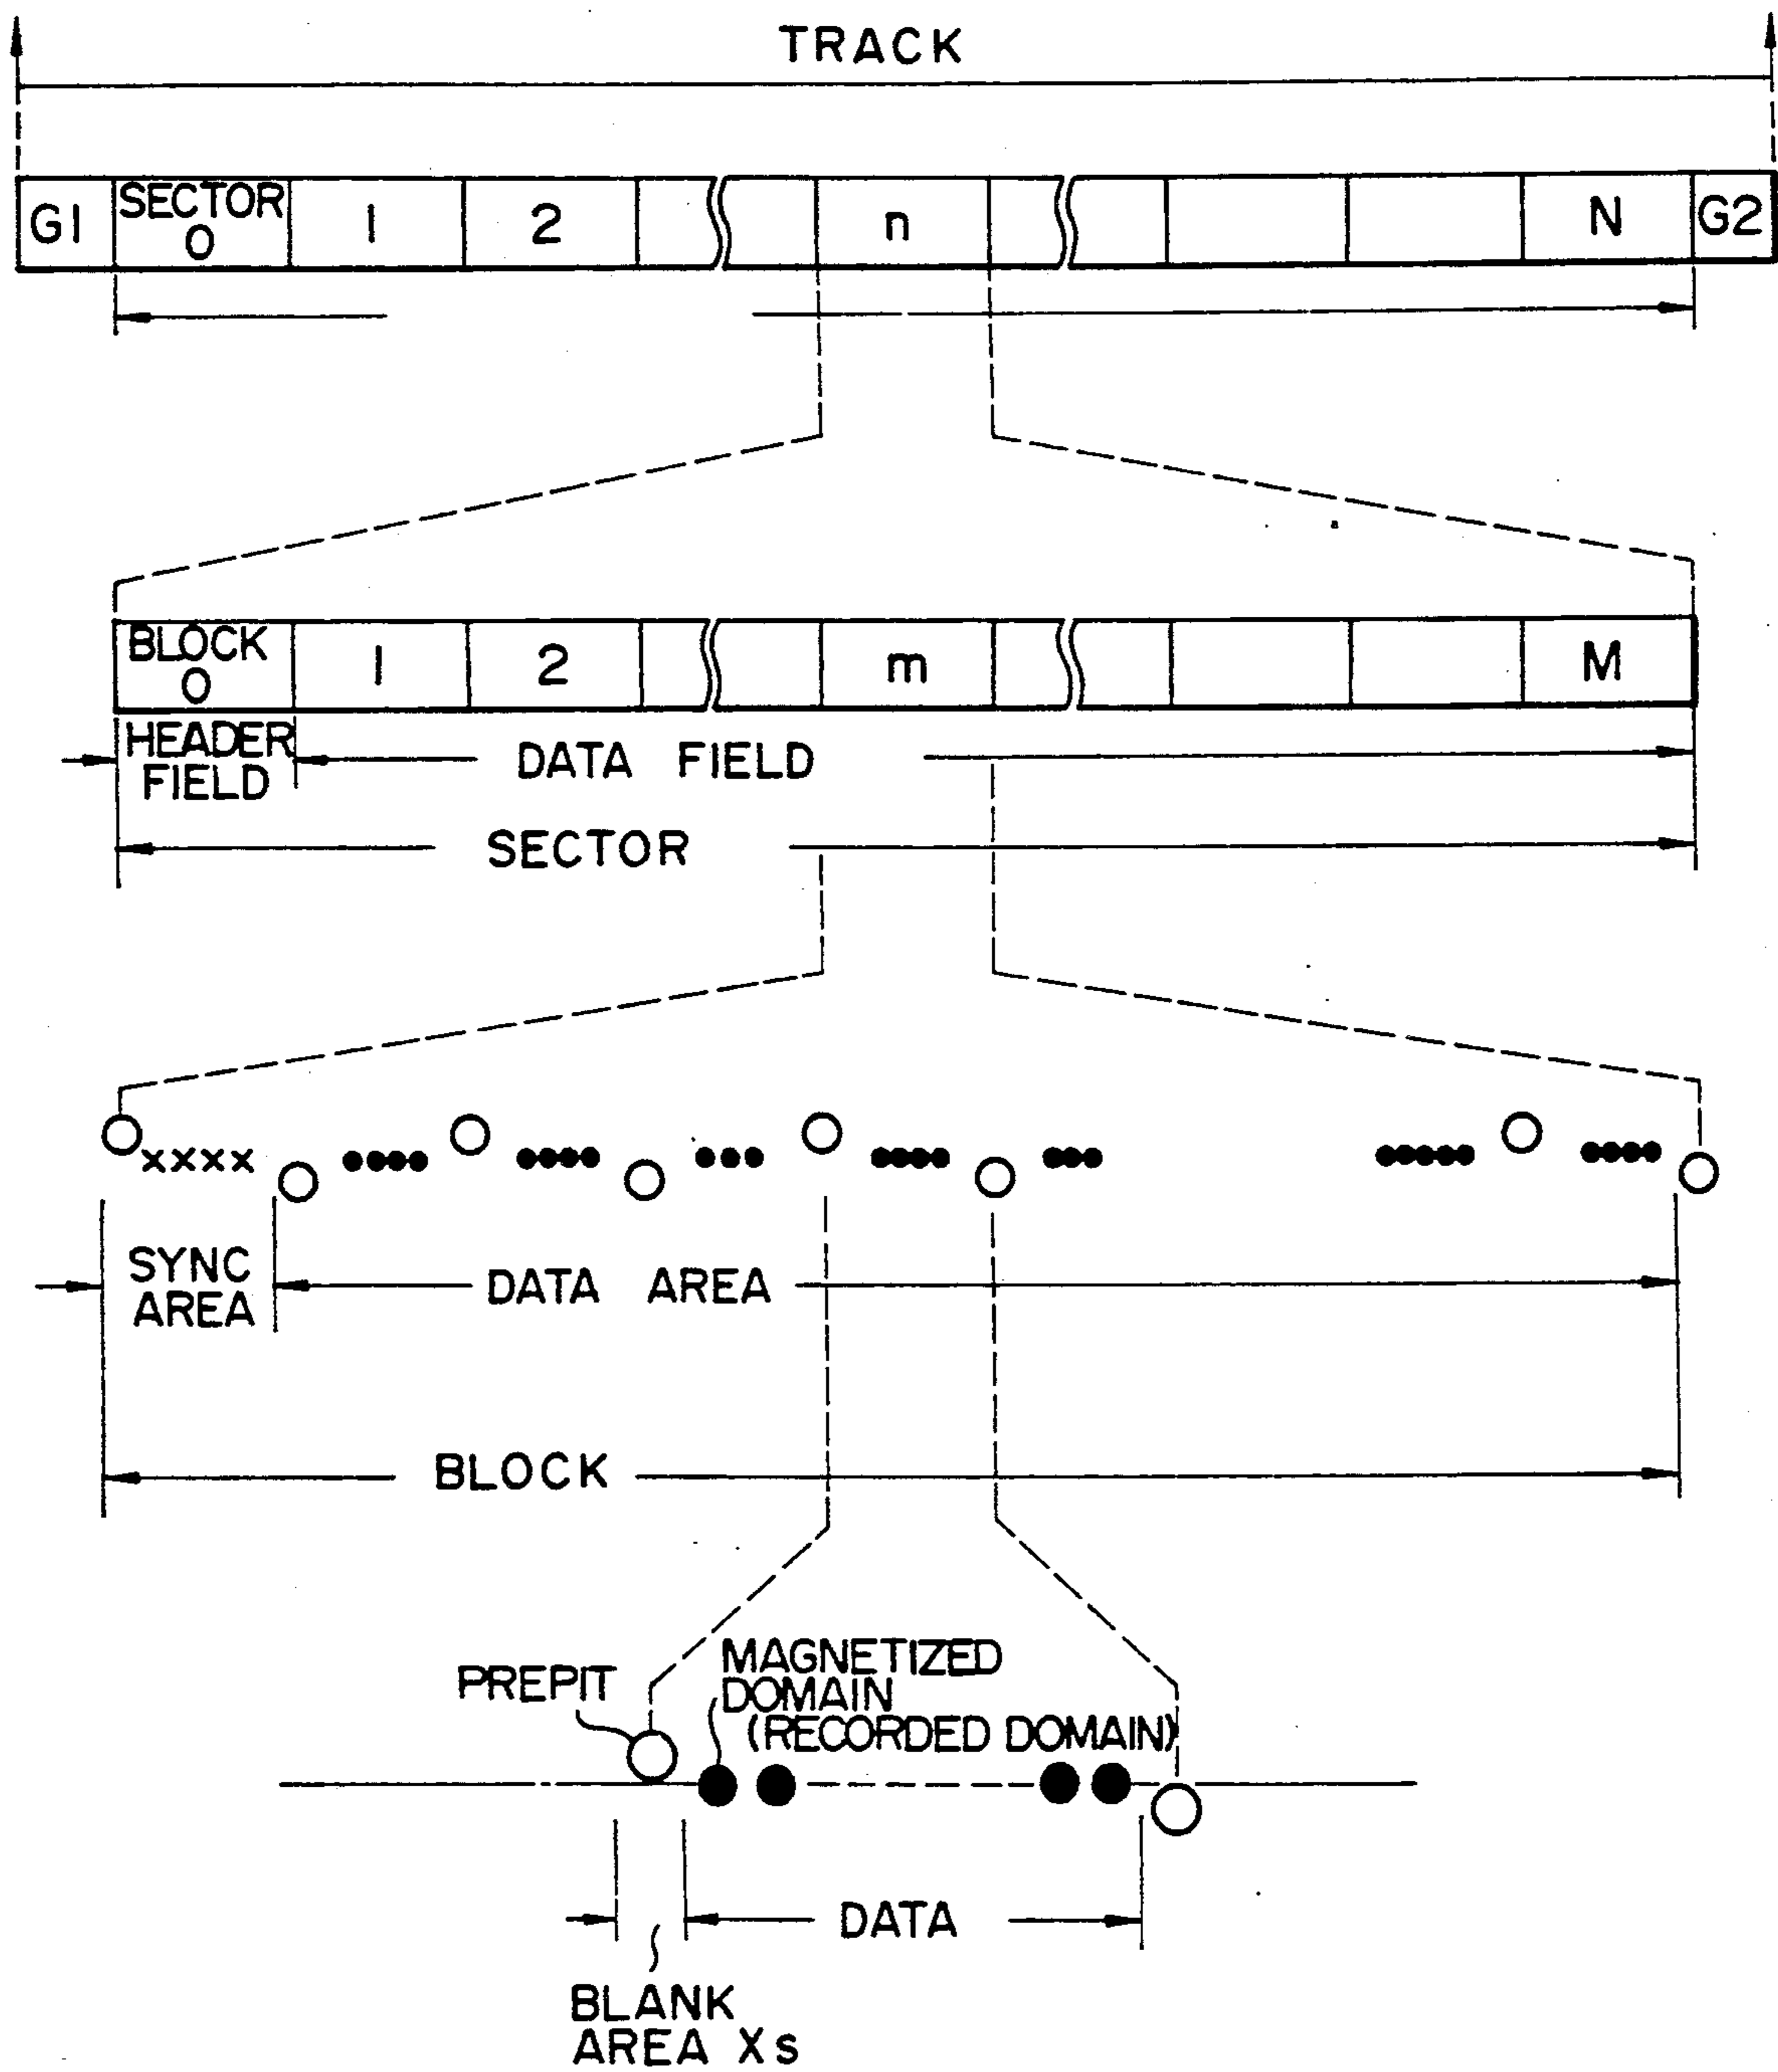 TRACK
G1 SECTOR 0 1 2 n N G2
BLOCK 0 1 2 m M
HEADER FIELD DATA FIELD
SECTOR
xxxx
SYNC AREA DATA AREA
BLOCK
PREPIT
MAGNETIZED
DOMAIN
(RECORDED DOMAIN)
DATA
BLANK
AREA Xs